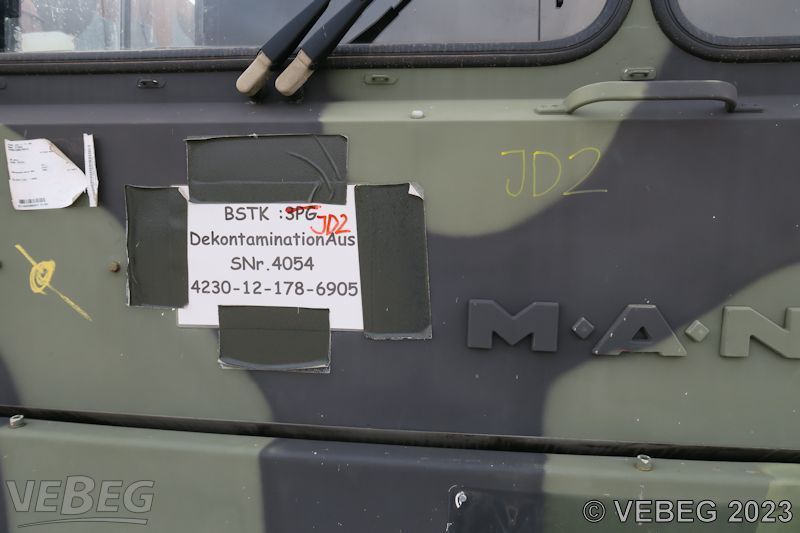 JD2
BSTK :SPG
JD2
DekontaminationAus
SNr.4054
4230-12-178-6905
M·A·N
VEBEG
© VEBEG 2023